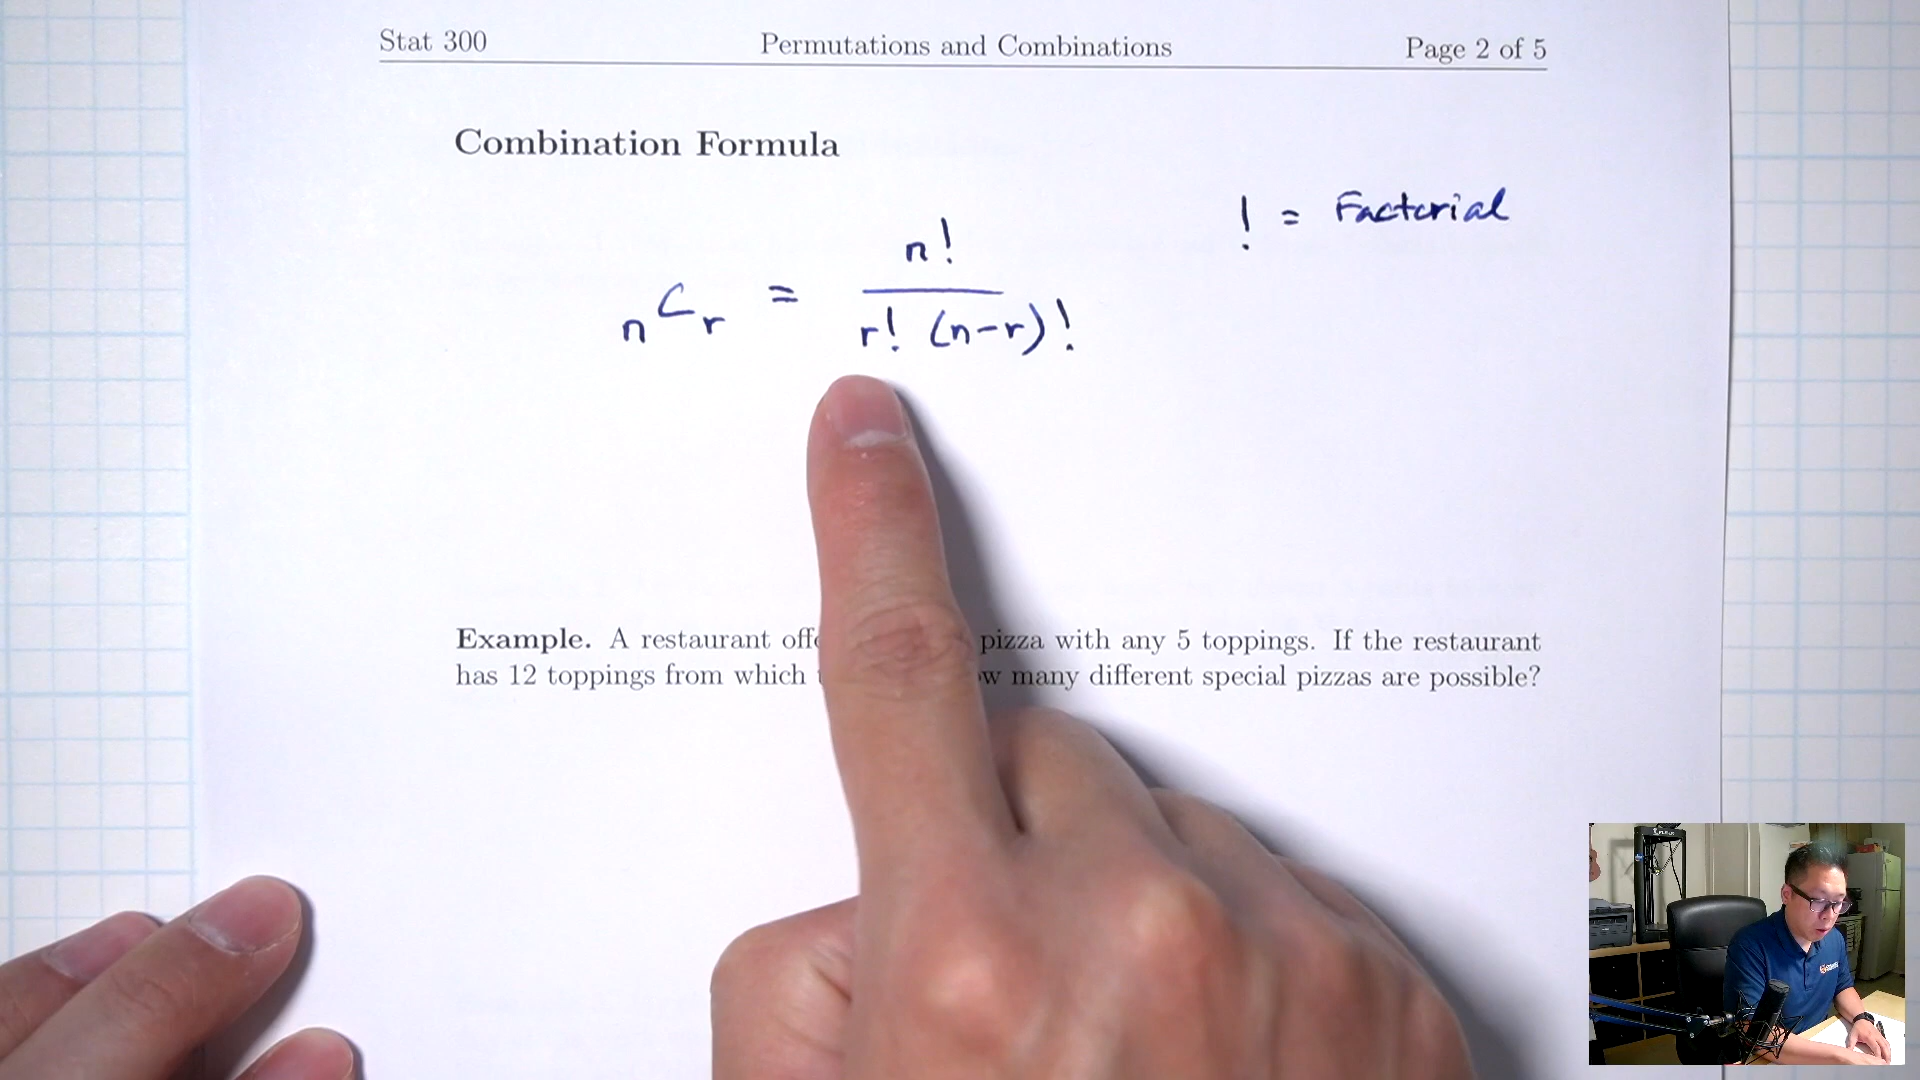 Stat 300 Permutations and Combinations Page 2 of 5
Combination Formula
! = Factorial
n!
nCr = 
r! (n-r)!
Example. A restaurant pizza with any 5 toppings. If the restaurant
has 12 toppings from which many different special pizzas are possible?